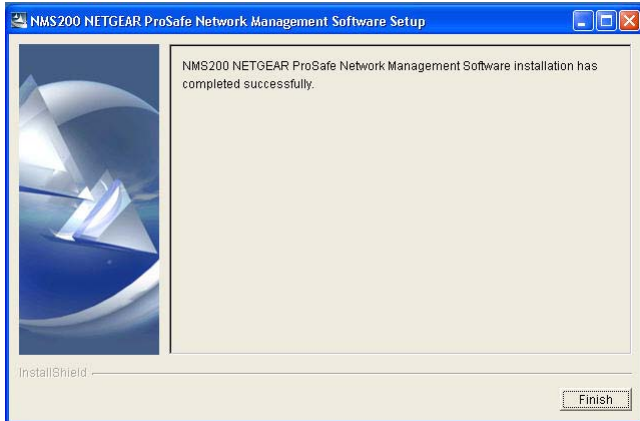 NMS200 NETGEAR ProSafe Network Management Software Setup
NMS200 NETGEAR ProSafe Network Management Software installation has
completed successfully.
InstallShield
Finish